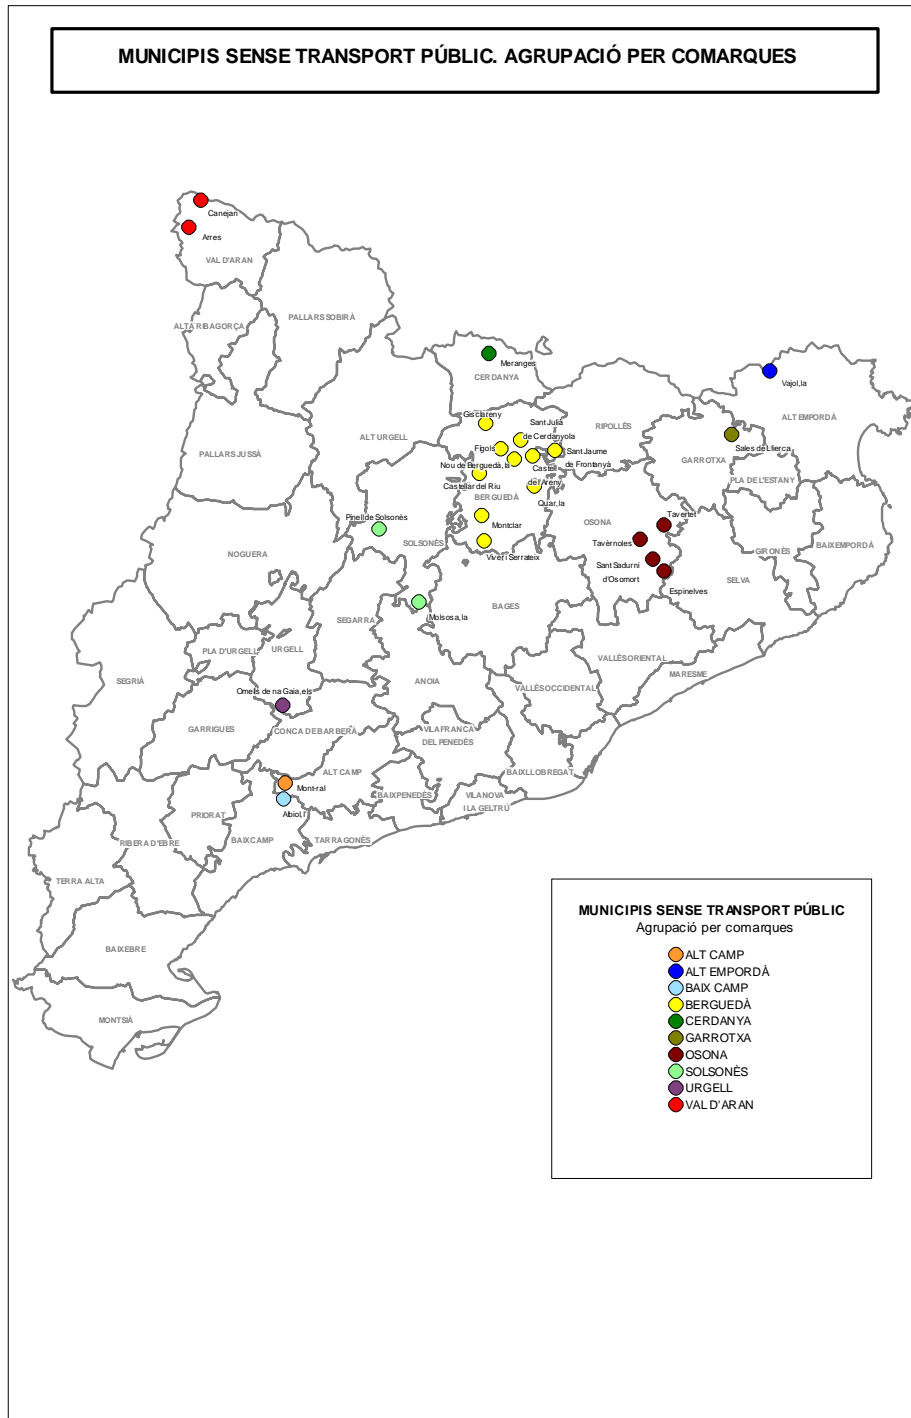 MUNICIPIS SENSE TRANSPORT PÚBLIC. AGRUPACIÓ PER COMARQUES
Canejan
Arres
VAL D'ARAN
ALTA RIBAGORÇA
PALLARS SOBIRÀ
Meranges
CERDANYA
Vajol, la
ALT EMPORDÀ
Gisclareny
Sant Julià
de Cerdanyola
RIPOLLÈS
ALT URGELL
Fígols
Sant Jaume
de Frontanyà
Sales de Llierca
GARROTXA
PALLARS JUSSÀ
Nou de Berguedà, la
Castell
de l'Areny
PLA DE L'ESTANY
Castellar del Riu
BERGUEDÀ
Quar, la
Pinell de Solsonès
SOLSONÈS
Montclar
OSONA
Tavertet
Tavèrnoles
GIRONÈS
BAIX EMPORDÀ
NOGUERA
Viver i Serrateix
Sant Sadurní
d'Osomort
SELVA
Espinelves
BAGES
Molsosa, la
SEGARRA
PLA D'URGELL
URGELL
SEGRIÀ
VALLÈS ORIENTAL
MARESME
ANOIA
VALLÈS OCCIDENTAL
Omells de na Gaia, els
GARRIGUES
CONCA DE BARBERÀ
VILAFRANCA
DEL PENEDÈS
ALT CAMP
BAIX LLOBREGAT
Mont-ral
BAIX PENEDÈS
VILANOVA
I LA GELTRÚ
Albiol, l'
PRIORAT
RIBERA D'EBRE
BAIX CAMP
TARRAGONÈS
TERRA ALTA
BAIX EBRE
MONTSIÀ
MUNICIPIS SENSE TRANSPORT PÚBLIC
Agrupació per comarques
ALT CAMP
ALT EMPORDÀ
BAIX CAMP
BERGUEDÀ
CERDANYA
GARROTXA
OSONA
SOLSONÈS
URGELL
VAL D'ARAN